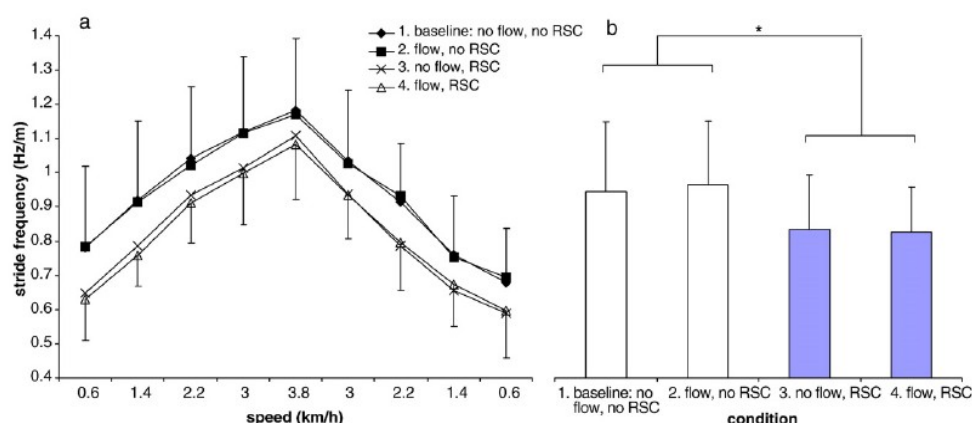 a
1. baseline: no flow, no RSC
2. flow, no RSC
3. no flow, RSC
4. flow, RSC
stride frequency (Hz/m)
1.4
1.3
1.2
1.1
1
0.9
0.8
0.7
0.6
0.5
0.4
0.6 1.4 2.2 3 3.8 3 2.2 1.4 0.6
speed (km/h)
b
*
1. baseline: no flow, no RSC
2. flow, no RSC
3. no flow, RSC
4. flow, RSC
condition